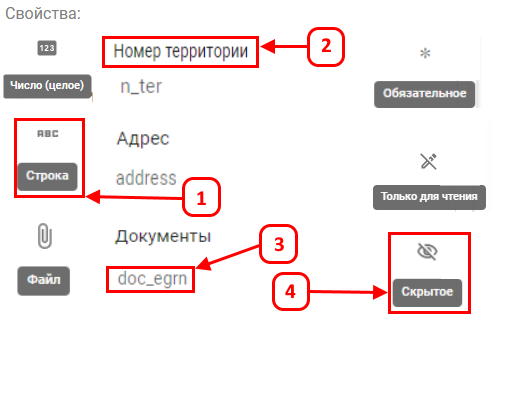 Свойства:
123
Номер территории
2
*
Число (целое)
n_ter
Обязательное
ABC
Адрес
Строка
address
1
Только для чтения
Документы
3
Файл
doc_egrn
4
Скрытое